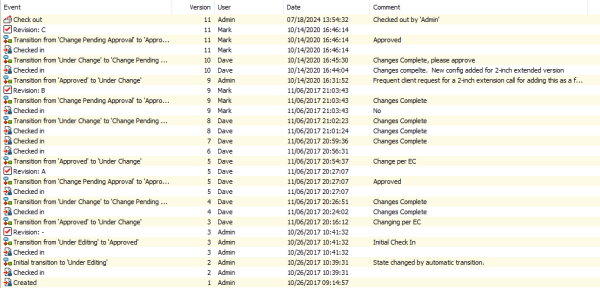 Event Version User Date Comment
Check out 11 Admin 07/18/2024 13:54:32 Checked out by 'Admin'
Revision: C 11 Mark 10/14/2020 16:46:14
Transition from 'Change Pending Approval' to 'Appro... 11 Mark 10/14/2020 16:46:14 Approved
Checked in 11 Mark 10/14/2020 16:46:14
Transition from 'Under Change' to 'Change Pending ... 10 Dave 10/14/2020 16:45:30 Changes Complete, please approve
Checked in 10 Dave 10/14/2020 16:44:04 Changes compelte. New config added for 2-inch extended version
Transition from 'Approved' to 'Under Change' 9 Admin 10/14/2020 16:31:52 Frequent client request for a 2-inch extension call for adding this as a f...
Revision: B 9 Mark 11/06/2017 21:03:43
Transition from 'Change Pending Approval' to 'Appro... 9 Mark 11/06/2017 21:03:43 Changes Complete
Checked in 9 Mark 11/06/2017 21:03:43 No
Transition from 'Under Change' to 'Change Pending ... 8 Dave 11/06/2017 21:02:23 Changes Complete
Checked in 8 Dave 11/06/2017 21:01:24 Changes Complete
Checked in 7 Dave 11/06/2017 20:59:36 Changes Complete
Checked in 6 Dave 11/06/2017 20:56:31
Transition from 'Approved' to 'Under Change' 5 Dave 11/06/2017 20:54:37 Change per EC
Revision: A 5 Dave 11/06/2017 20:27:07
Transition from 'Change Pending Approval' to 'Appro... 5 Dave 11/06/2017 20:27:07 Approved
Checked in 5 Dave 11/06/2017 20:27:07
Transition from 'Under Change' to 'Change Pending ... 4 Dave 11/06/2017 20:26:51 Changes Complete
Checked in 4 Dave 11/06/2017 20:24:02 Changes Complete
Transition from 'Approved' to 'Under Change' 3 Dave 11/06/2017 20:16:12 Changing per EC
Revision: - 3 Admin 10/26/2017 10:41:32
Transition from 'Under Editing' to 'Approved' 3 Admin 10/26/2017 10:41:32 Initial Check In
Checked in 3 Admin 10/26/2017 10:41:32
Initial transition to 'Under Editing' 2 Admin 10/26/2017 10:39:31 State changed by automatic transition.
Checked in 2 Admin 10/26/2017 10:39:31
Created 1 Admin 10/26/2017 09:14:57